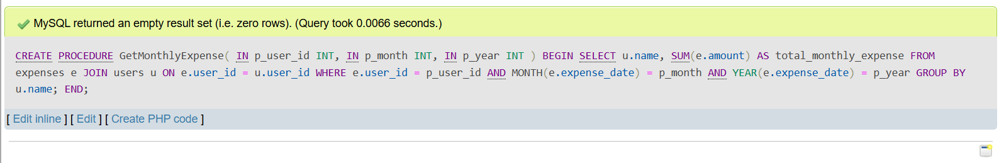 MySQL returned an empty result set (i.e. zero rows). (Query took 0.0066 seconds.)
CREATE PROCEDURE GetMonthlyExpense( IN p_user_id INT, IN p_month INT, IN p_year INT ) BEGIN SELECT u.name, SUM(e.amount) AS total_monthly_expense FROM
expenses e JOIN users u ON e.user_id = u.user_id WHERE e.user_id = p_user_id AND MONTH(e.expense_date) = p_month AND YEAR(e.expense_date) = p_year GROUP BY
u.name; END;
[ Edit inline ] [ Edit ] [ Create PHP code ]